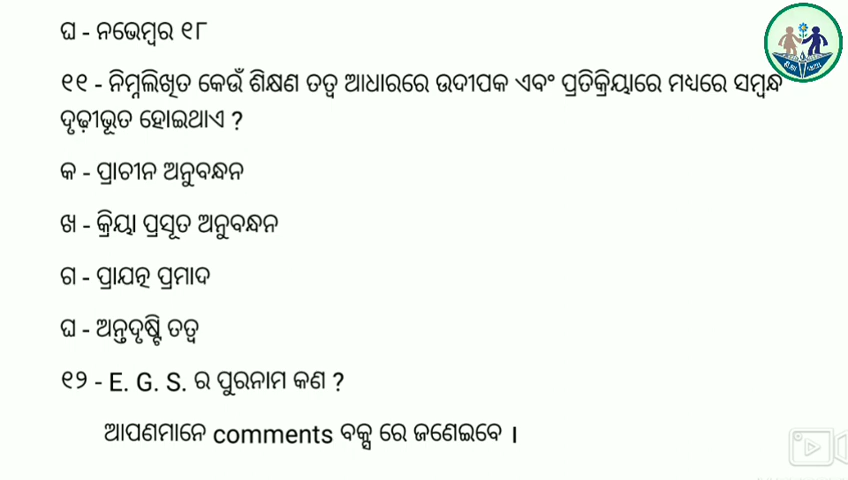 ଘ - ନଭେମ୍ବର ୧୮
୧୧ - ନିମ୍ନଲିଖିତ କେଉଁ ଶିକ୍ଷଣ ତତ୍ୱ ଆଧାରରେ ଉଦୀପକ ଏବଂ ପ୍ରତିକ୍ରିୟାରେ ମଧ୍ୟରେ ସମ୍ବନ୍ଧ
ଦୃଢ଼ୀଭୂତ ହୋଇଥାଏ ?
କ - ପ୍ରାଚୀନ ଅନୁବନ୍ଧନ
ଖ - କ୍ରିୟା ପ୍ରସୂତ ଅନୁବନ୍ଧନ
ଗ - ପ୍ରାଯତ୍ନ ପ୍ରମାଦ
ଘ - ଅନ୍ତଦୃଷ୍ଟି ତତ୍ୱ
୧୨ - E. G. S. ର ପୁରନାମ କଣ ?
ଆପଣମାନେ comments ବକ୍ସ ରେ ଜଣେଇବେ ।